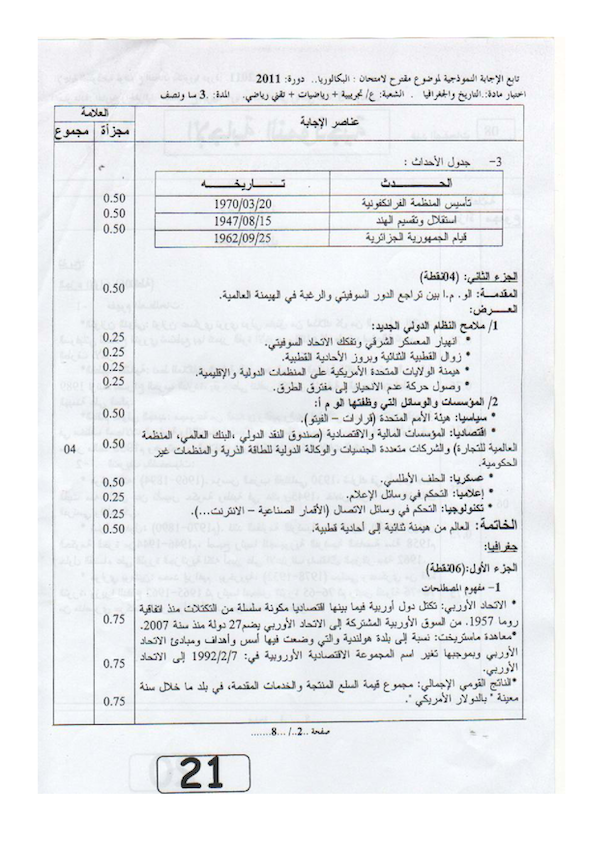 تابع الإجابة النموذجية لموضوع مقترح لامتحان : البكالوريا.. دورة: 2011
اختبار مادة: التاريخ والجغرافيا . الشعبة: ع/ تجريبية + رياضيات + تقني رياضي. المدة: .3 سا ونصف
عناصر الإجابة
العلامة
مجزأة
مجموع
3- جدول الأحداث :
الحـــدث تـــاريخـــه
تأسيس المنظمة الفرانكفونية 1970/03/20 0.50
استقلال وتقسيم الهند 1947/08/15 0.50
قيام الجمهورية الجزائرية 1962/09/25 0.50
الجزء الثاني: (04نقطة)
المقدمــة: الو. م.ا بين تراجع الدور السوفيتي والرغبة في الهيمنة العالمية. 0.50
العــرض:
1/ ملامح النظام الدولي الجديد:
- انهيار المعسكر الشرقي وتفكك الاتحاد السوفيتي. 0.25
- زوال القطبية الثنائية وبروز الأحادية القطبية. 0.25
- هيمنة الولايات المتحدة الأمريكية على المنظمات الدولية والإقليمية. 0.25
- وصول حركة عدم الانحياز إلى مفترق الطرق. 0.25
2/ المؤسسات والوسائل التي وظفتها الو م أ:
* سياسيا: هيئة الأمم المتحدة (قرارات – الفيتو). 0.50
* اقتصاديا: المؤسسات المالية والاقتصادية (صندوق النقد الدولي ،البنك العالمي، المنظمة
العالمية للتجارة) والشركات متعددة الجنسيات والوكالة الدولية للطاقة الذرية والمنظمات غير 0.50 04
الحكومية.
* عسكريا: الحلف الأطلسي. 0.50
* إعلاميا: التحكم في وسائل الإعلام. 0.25
* تكنولوجيا: التحكم في وسائل الاتصال (الأقمار الصناعية – الانترنت...). 0.25
الخاتمة: العالم من هيمنة ثنائية إلى أحادية قطبية. 0.50
جغرافيا:
الجزء الأول:(06نقطة)
1- مفهوم المصطلحات
* الاتحاد الأوربي: تكتل دول أوربية فيما بينها اقتصاديا مكونة سلسلة من التكتلات منذ اتفاقية
روما 1957. من السوق الأوربية المشتركة إلى الاتحاد الأوربي يضم27 دولة منذ سنة 2007. 0.75
*معاهدة ماستريخت: نسبة إلى بلدة هولندية والتي وضعت فيها أسس وأهداف ومبادئ الاتحاد
الأوربي وبموجبها تغير اسم المجموعة الاقتصادية الأوروبية في: 1992/2/7 إلى الاتحاد 0.75
الأوربي.
*الناتج القومي الإجمالي: مجموع قيمة السلع المنتجة والخدمات المقدمة، في بلد ما خلال سنة
معينة " بالدولار الأمريكي ". 0.75
صفحة ..2../ ...8.......
21